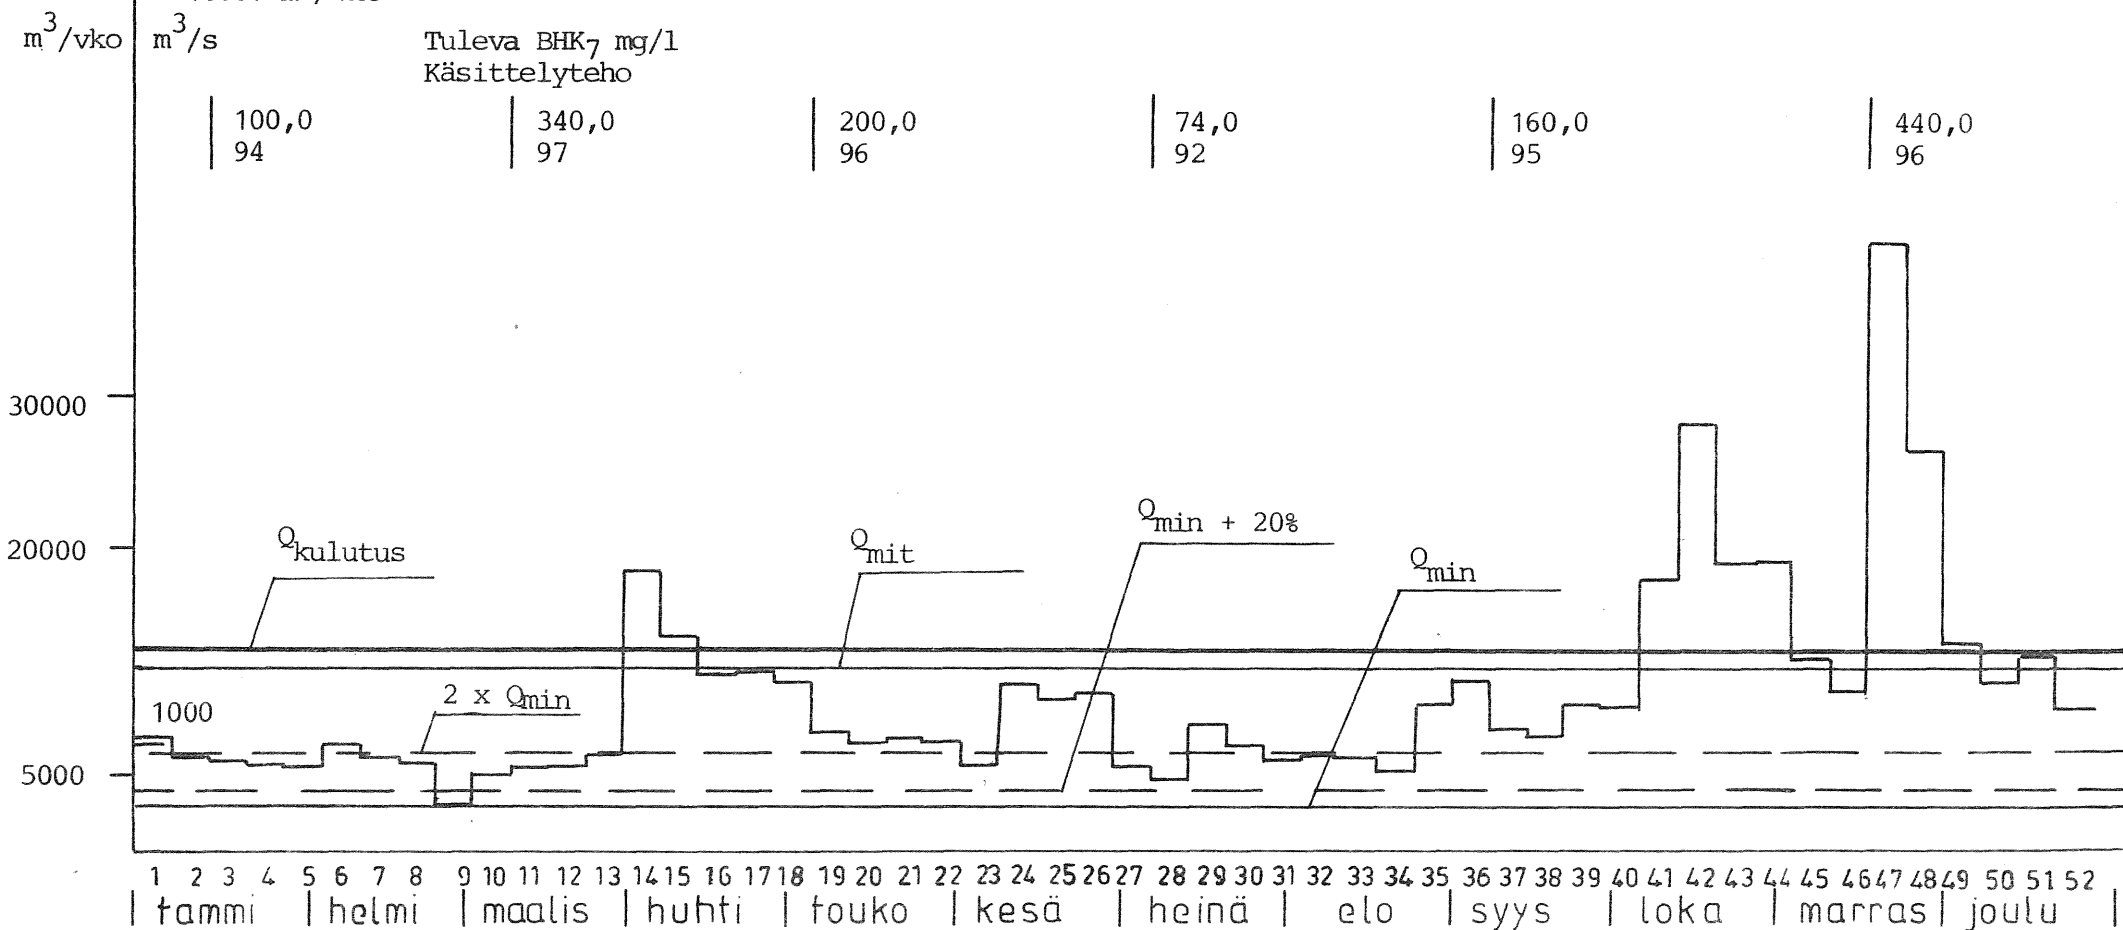 m³/vko m³/s
Tuleva BHK₇ mg/l
Käsittelyteho
100,0 340,0 200,0 74,0 160,0 440,0
94 97 96 92 95 96
30000
Qmin + 20%
20000
Qkulutus
Qmit
Qmin
2 x Qmin
1000
5000
1 2 3 4 5 6 7 8 9 10 11 12 13 14 15 16 17 18 19 20 21 22 23 24 25 26 27 28 29 30 31 32 33 34 35 36 37 38 39 40 41 42 43 44 45 46 47 48 49 50 51 52
tammi helmi maalis huhti touko kesä heinä elo syys loka marras joulu